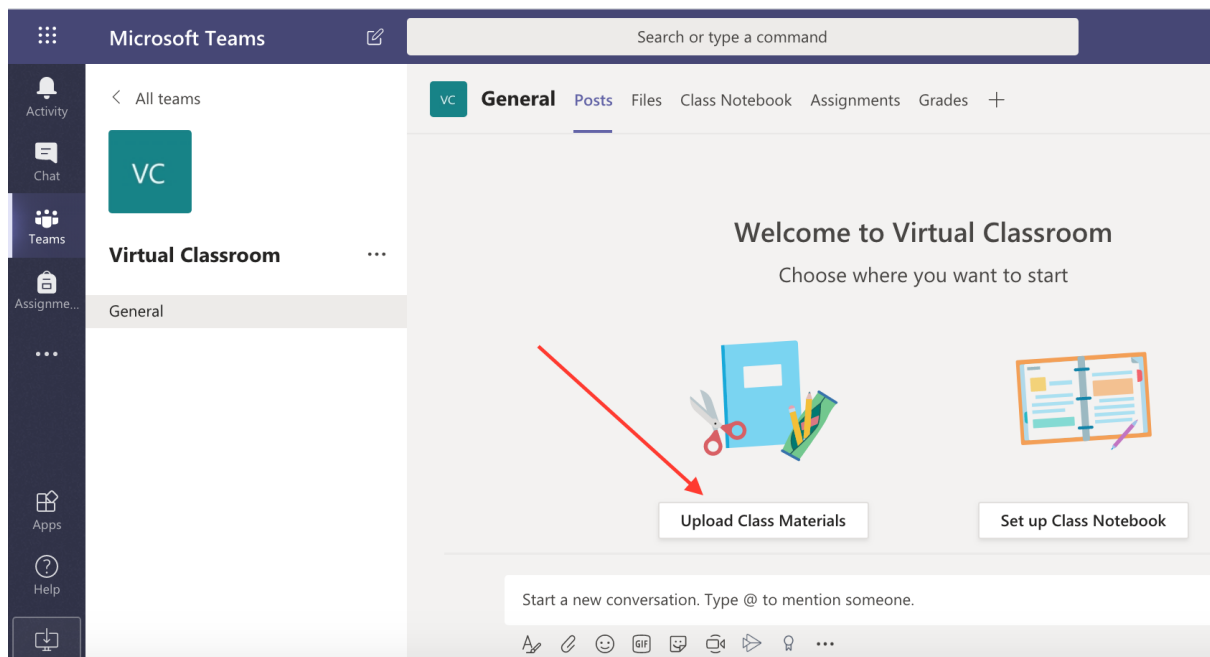 Microsoft Teams
Search or type a command
Activity
Chat
Teams
Assignme...
Apps
Help
All teams
VC
Virtual Classroom
General
VC
General
Posts
Files
Class Notebook
Assignments
Grades
Welcome to Virtual Classroom
Choose where you want to start
Upload Class Materials
Set up Class Notebook
Start a new conversation. Type @ to mention someone.
GIF